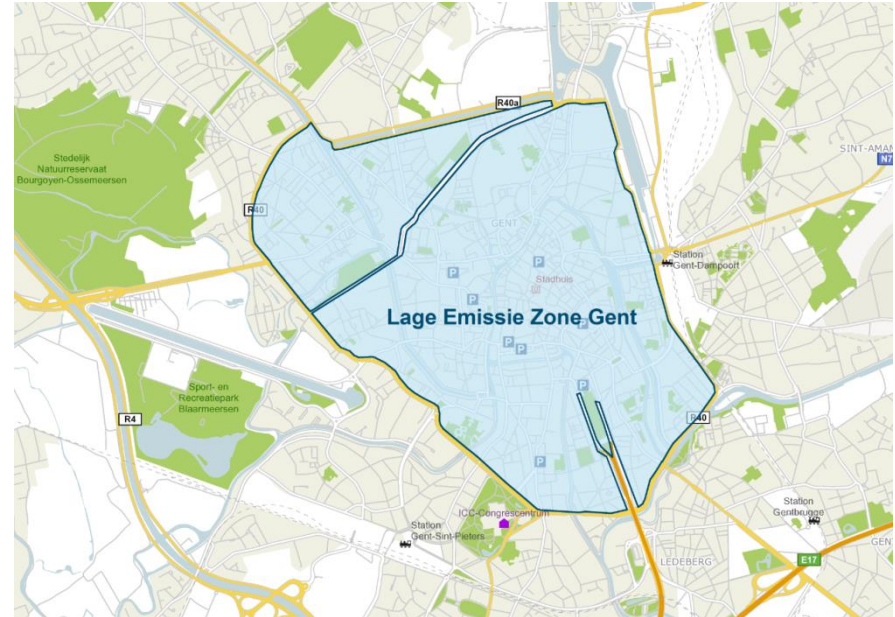 R40a
SINT-AMAN
N7
Stedelijk
Natuurreservaat
Bourgoyen-Ossemeersen
R40
GENT
Station
Gent-Dampoort
P
Stadhuis
P
Lage Emissie Zone Gent
P
P
P
P
Sport- en
Recreatiepark
Blaarmeersen
P
R4
R40
P
Station
Gentbrugge
ICC-Congrescentrum
Station
Gent-Sint-Pieters
GEN
E17
LEDEBERG